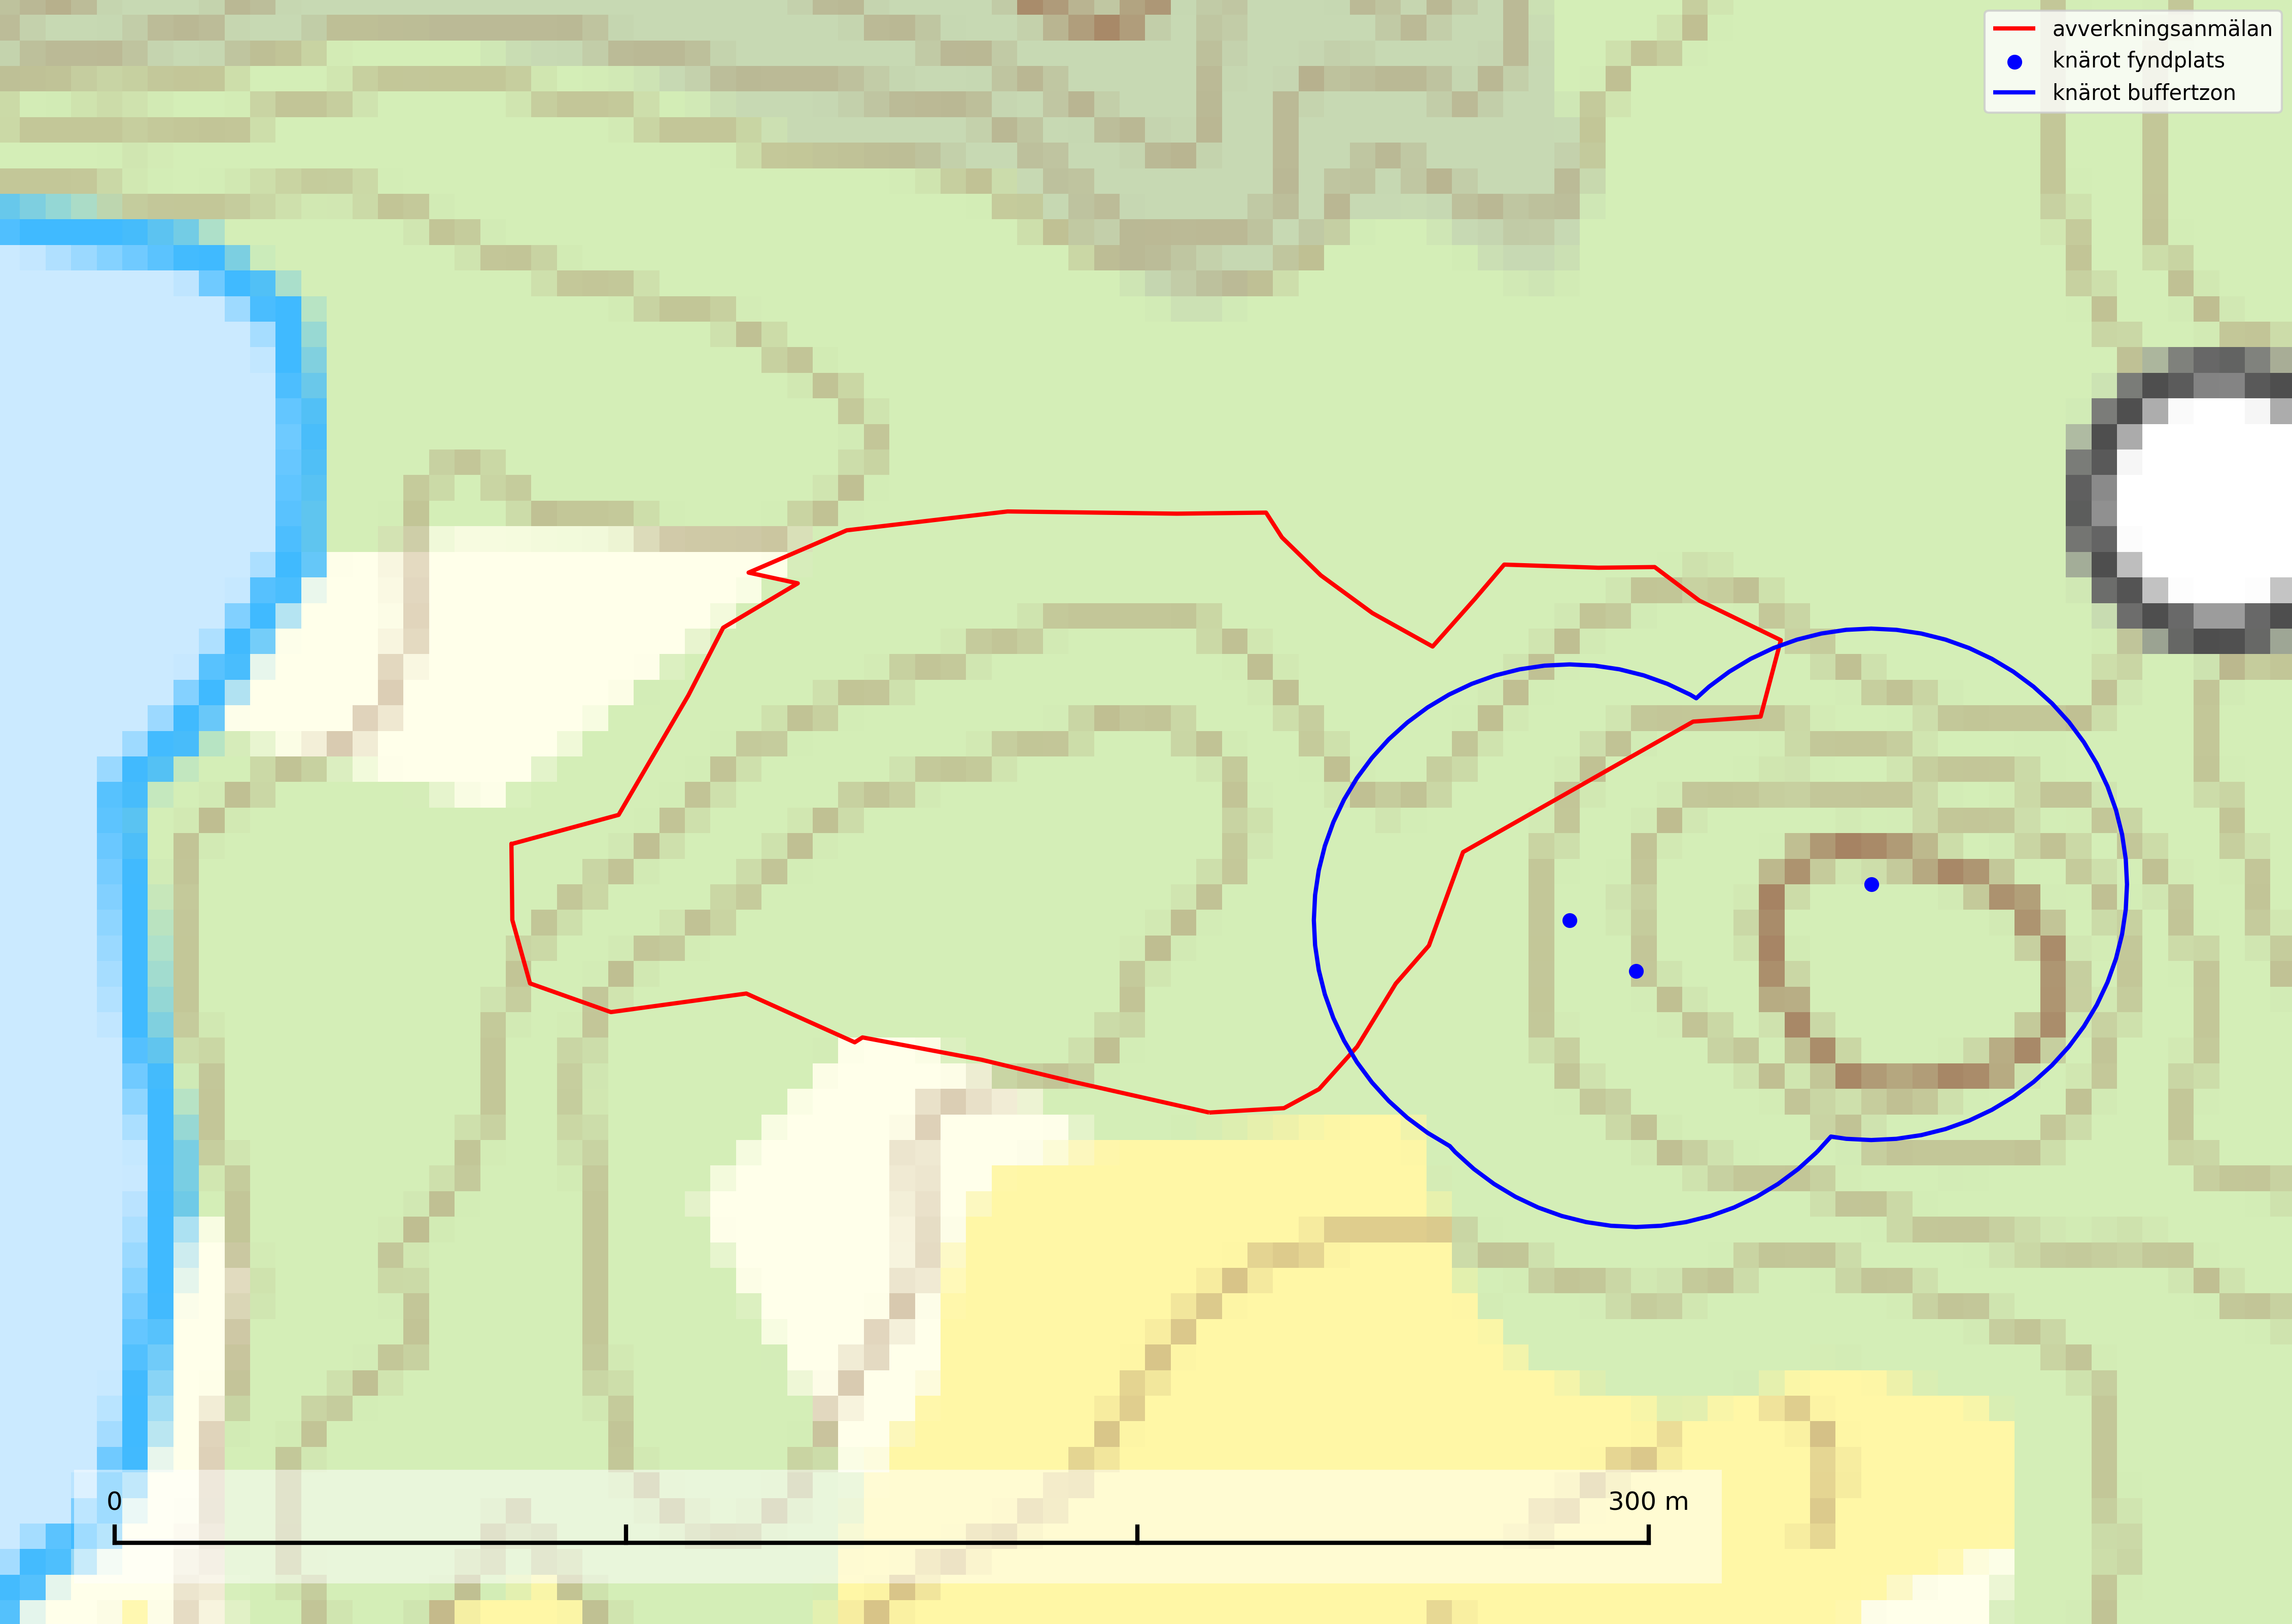 avverkningsanmälan
knärot fyndplats
knärot buffertzon
0 300 m